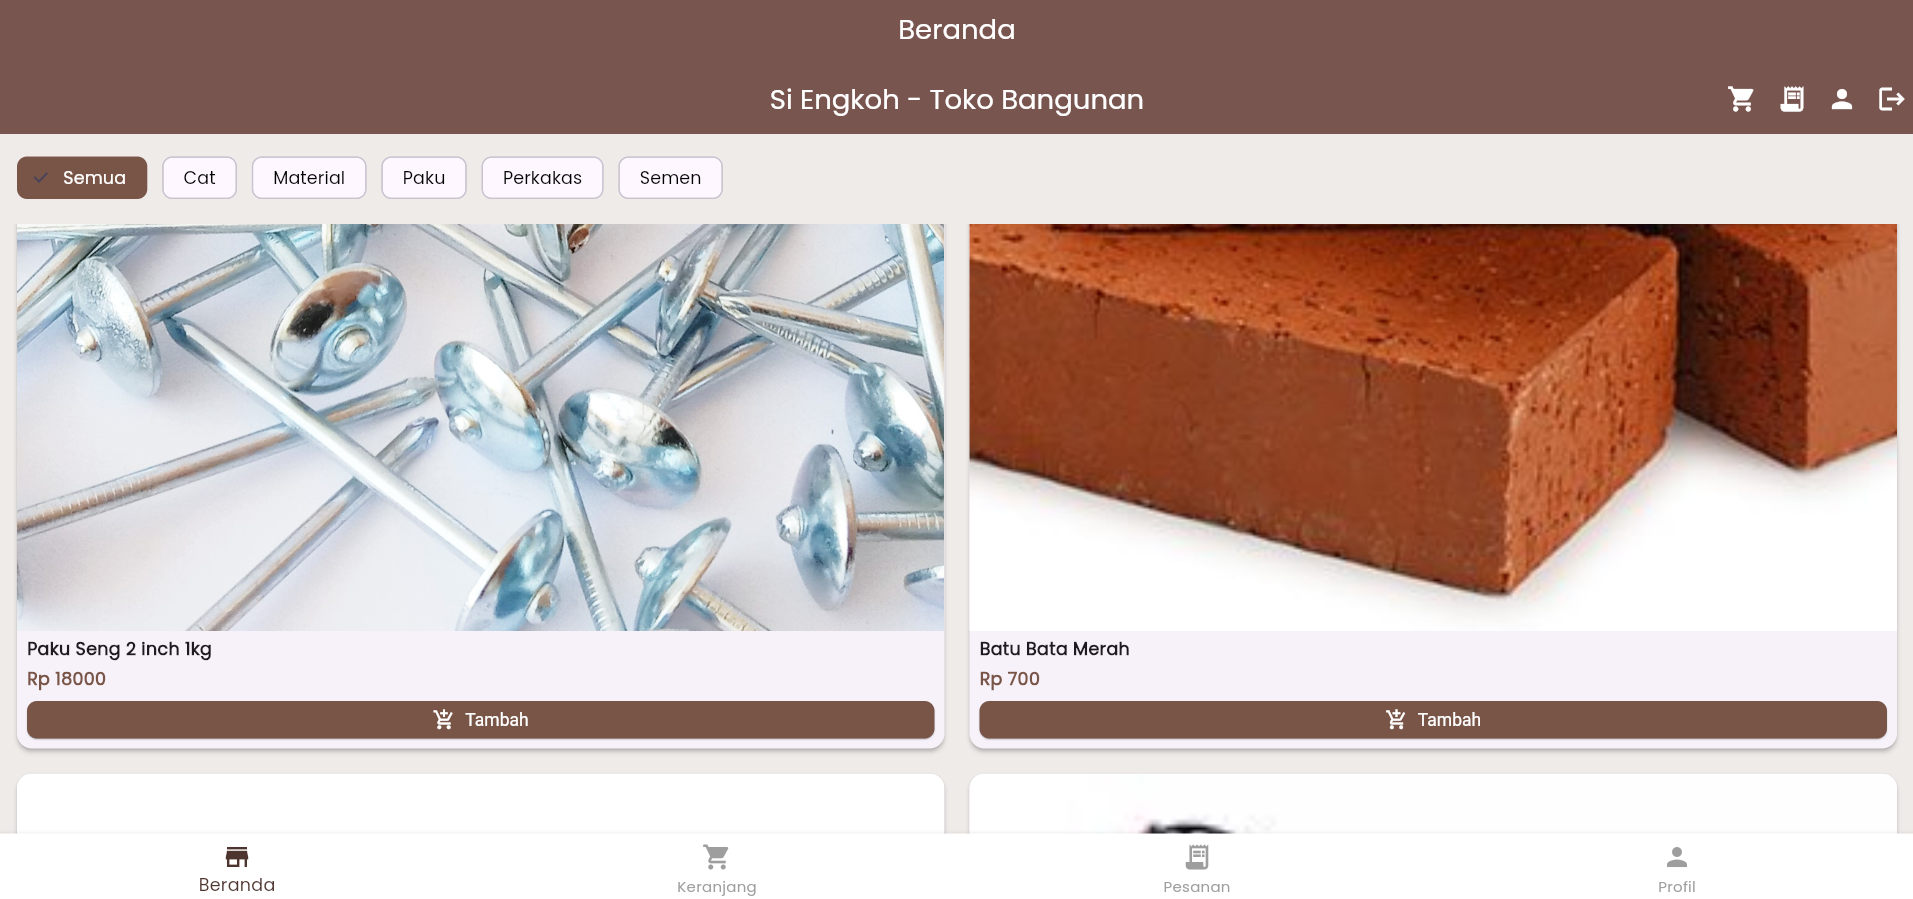 Beranda
Si Engkoh - Toko Bangunan
Semua
Cat
Material
Paku
Perkakas
Semen
Paku Seng 2 inch 1kg
Rp 18000
Tambah
Batu Bata Merah
Rp 700
Tambah
Beranda
Keranjang
Pesanan
Profil